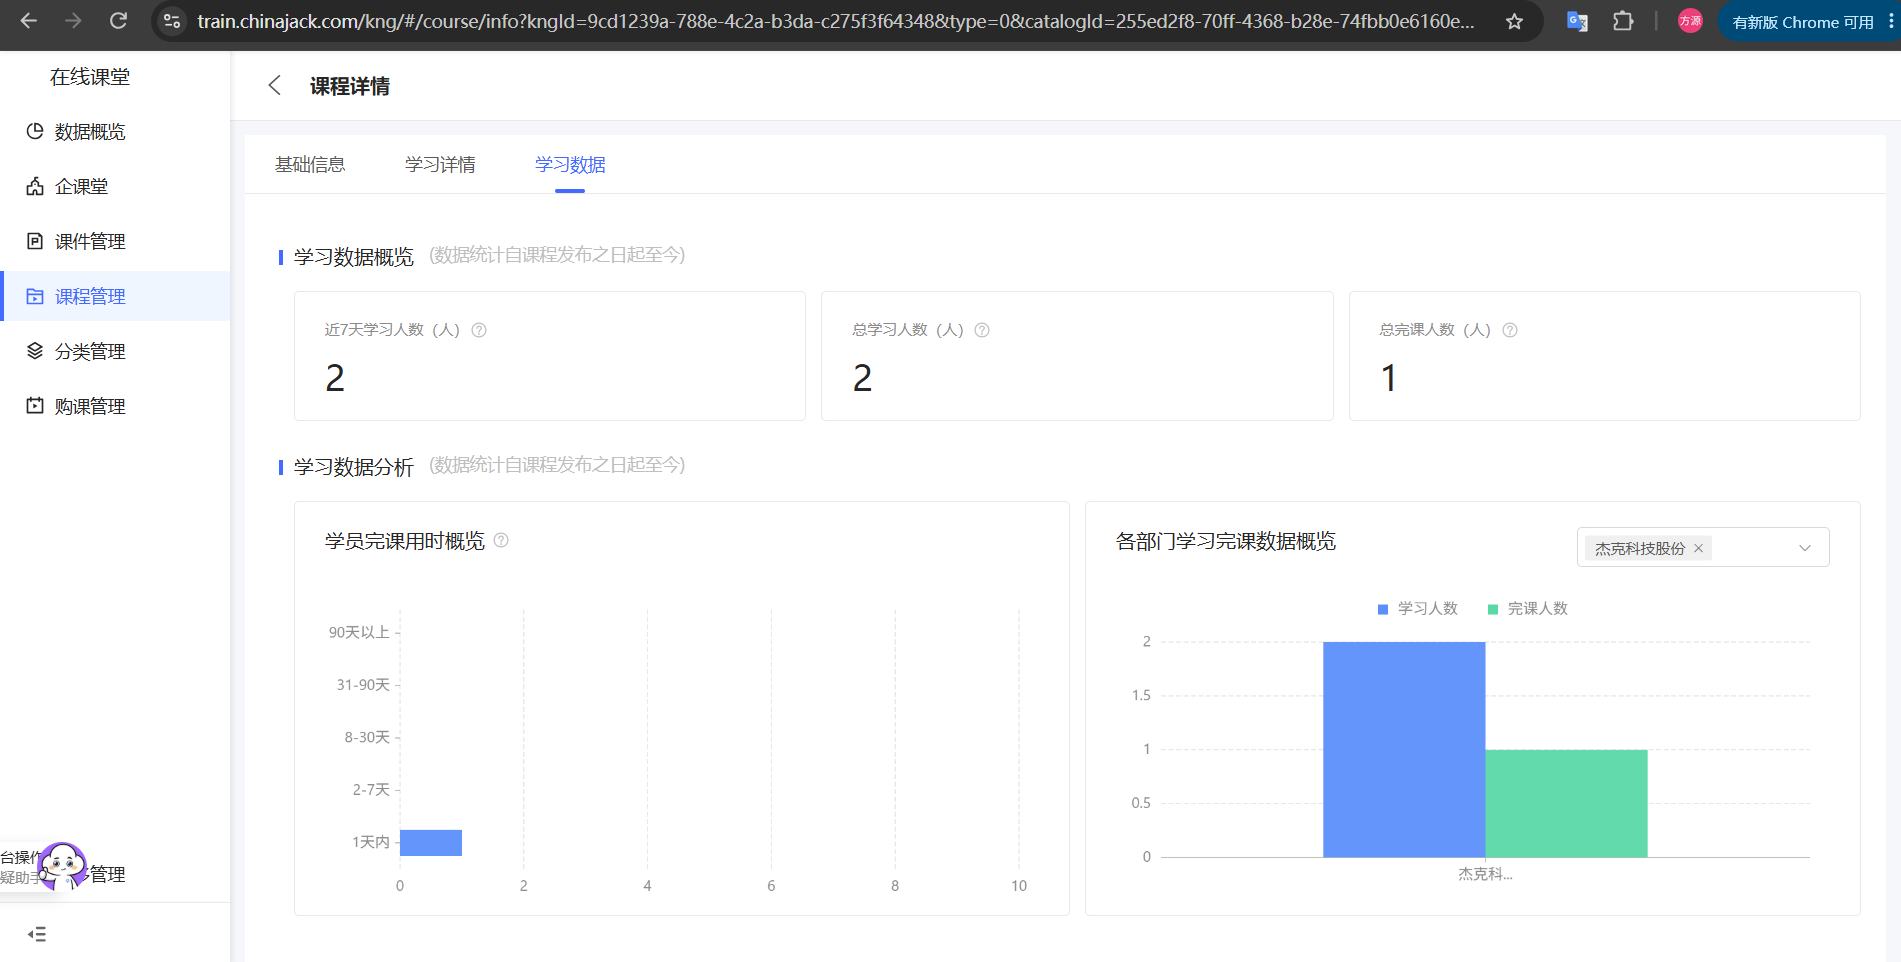 train.chinajack.com/kng/#/course/info?kngId=9cd1239a-788e-4c2a-b3da-c275f3f64348&type=0&catalogId=255ed2f8-70ff-4368-b28e-74fbb0e6160e...
方源
有新版 Chrome 可用
在线课堂
数据概览
企课堂
课件管理
课程管理
分类管理
购课管理
台操作
疑助手
管理
课程详情
基础信息 学习详情 学习数据
学习数据概览 (数据统计自课程发布之日起至今)
近7天学习人数（人）
2
总学习人数（人）
2
总完课人数（人）
1
学习数据分析 (数据统计自课程发布之日起至今)
学员完课用时概览
90天以上
31-90天
8-30天
2-7天
1天内
0 2 4 6 8 10
各部门学习完课数据概览
杰克科技股份
学习人数 完课人数
2
1.5
1
0.5
0
杰克科...